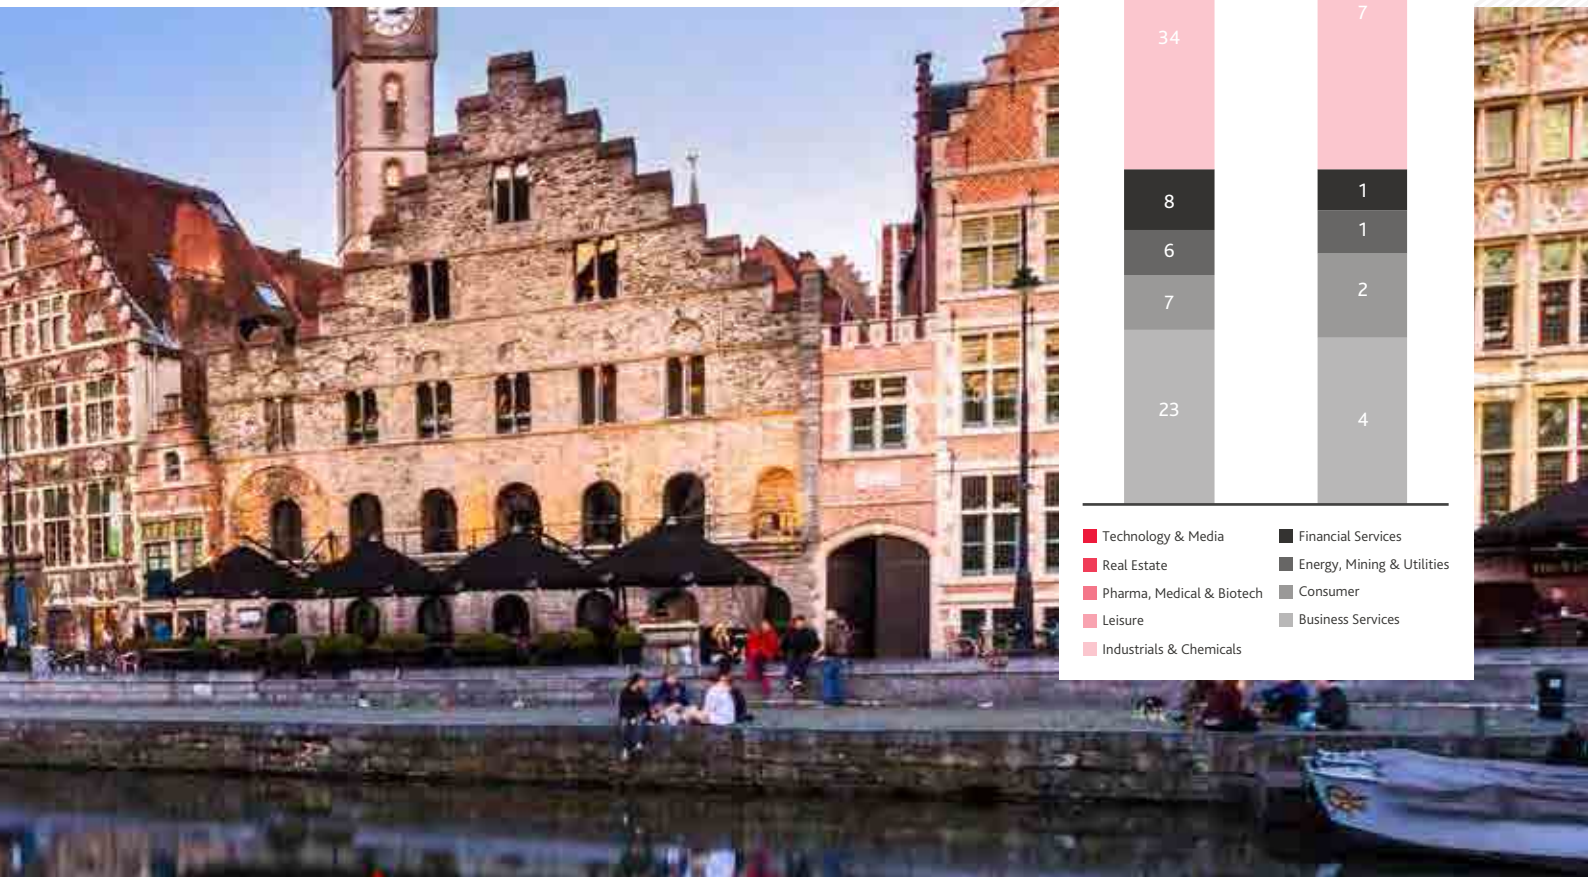 34
7
8
1
6
1
7
2
23
4
Technology & Media
Real Estate
Pharma, Medical & Biotech
Leisure
Industrials & Chemicals
Financial Services
Energy, Mining & Utilities
Consumer
Business Services